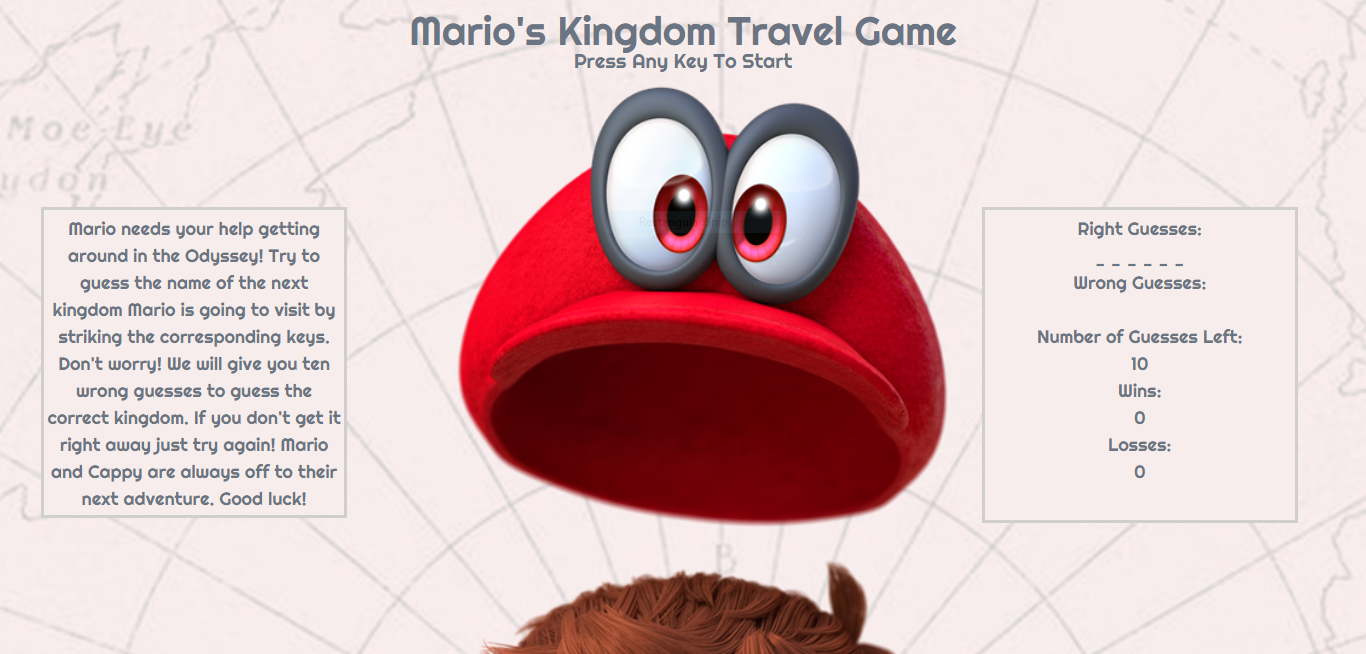 Mario's Kingdom Travel Game
Press Any Key To Start
Moe-Eye
ydon
Mario needs your help getting
around in the Odyssey! Try to
guess the name of the next
kingdom Mario is going to visit by
striking the corresponding keys.
Don't worry! We will give you ten
wrong guesses to guess the
correct kingdom. If you don't get it
right away just try again! Mario
and Cappy are always off to their
next adventure. Good luck!
Right Guesses:
_ _ _ _ _ _
Wrong Guesses:
Number of Guesses Left:
10
Wins:
0
Losses:
0
B